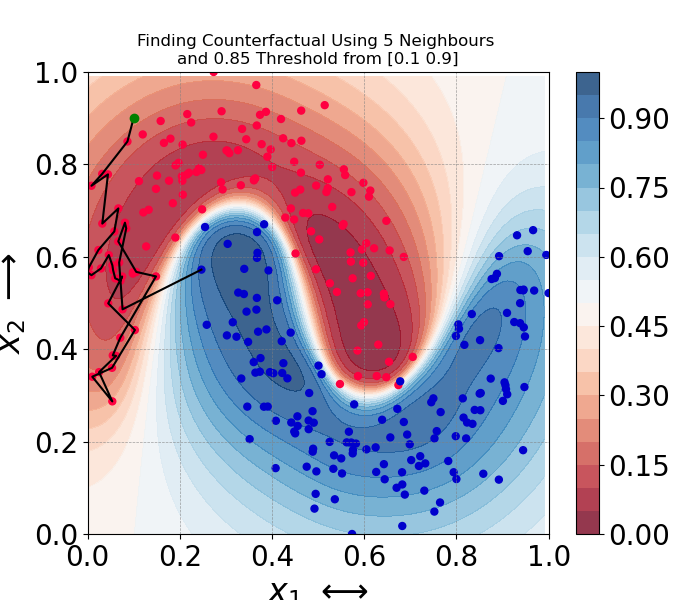 Finding Counterfactual Using 5 Neighbours
and 0.85 Threshold from [0.1 0.9]
1.0
0.8
0.6
0.4
0.2
0.0
x₂ ⟷
0.0 0.2 0.4 0.6 0.8 1.0
x₁ ⟷
0.90
0.75
0.60
0.45
0.30
0.15
0.00